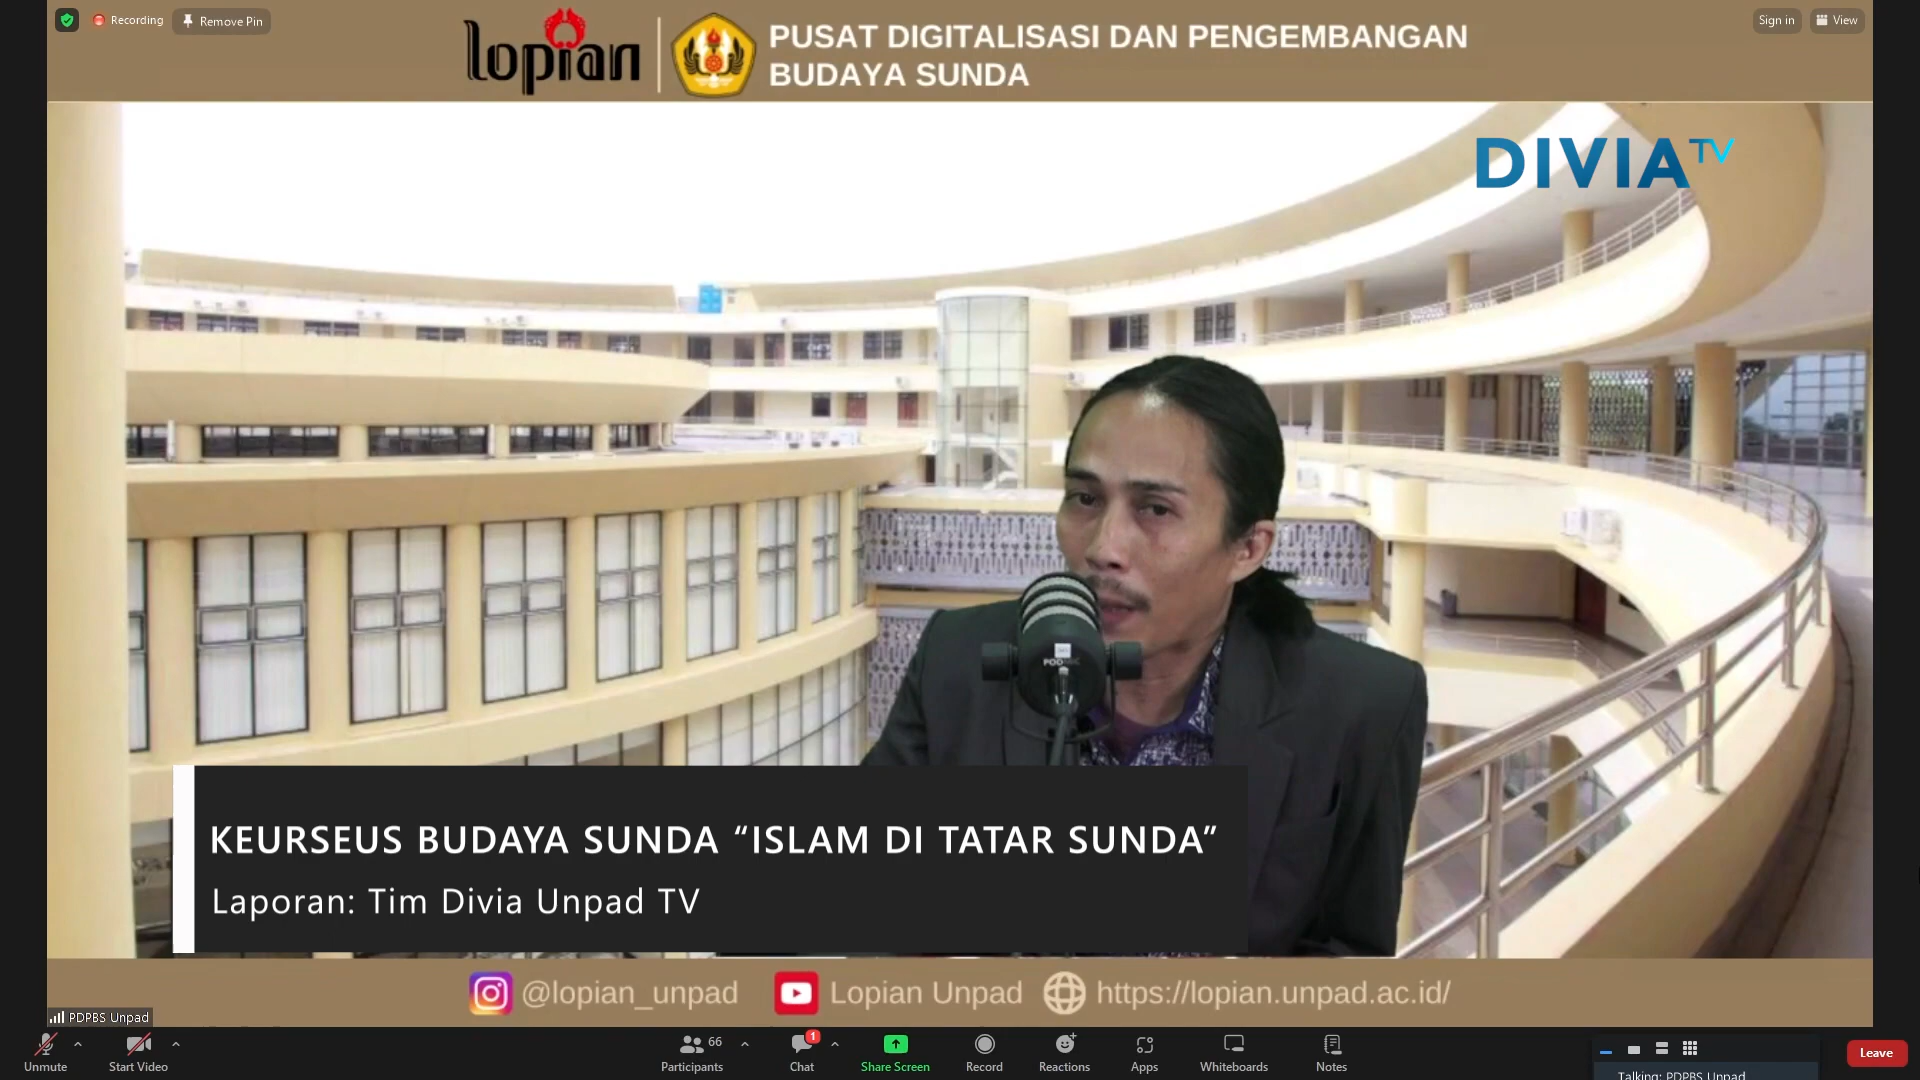 Recording
Remove Pin
lopian
PUSAT DIGITALISASI DAN PENGEMBANGAN
BUDAYA SUNDA
Sign in
View
DIVIA TV
KEURSEUS BUDAYA SUNDA “ISLAM DI TATAR SUNDA”
Laporan: Tim Divia Unpad TV
@lopian_unpad
Lopian Unpad
https://lopian.unpad.ac.id/
PDPBS Unpad
Unmute
Start Video
66
Participants
1
Chat
Share Screen
Record
Reactions
Apps
Whiteboards
Notes
Talking: PDPBS Unpad
Leave